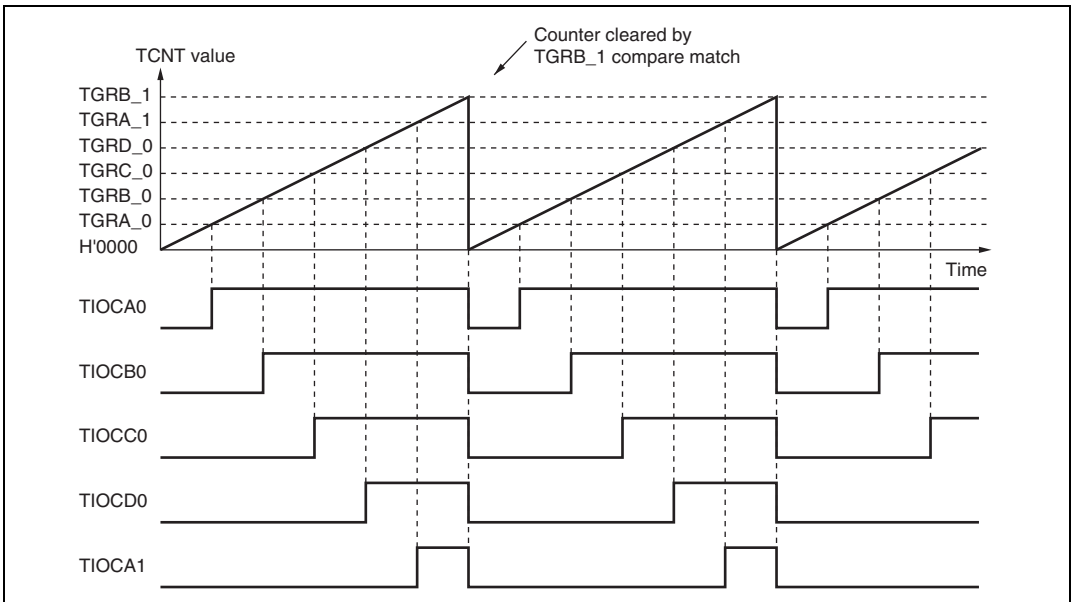 Counter cleared by
TGRB_1 compare match
TCNT value
TGRB_1
TGRA_1
TGRD_0
TGRC_0
TGRB_0
TGRA_0
H'0000
Time
TIOCA0
TIOCB0
TIOCC0
TIOCD0
TIOCA1